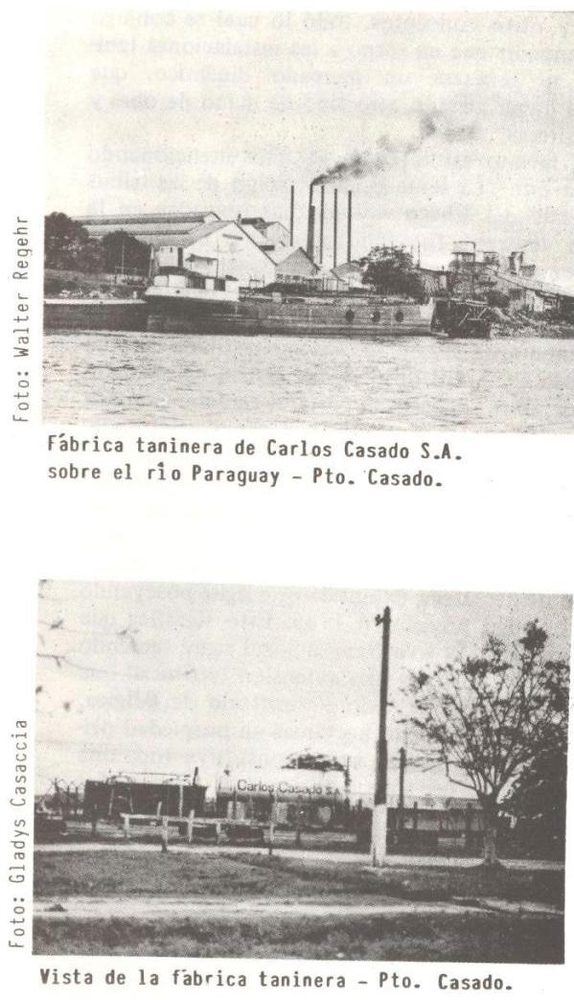 Foto: Walter Regehr
Fábrica taninera de Carlos Casado S.A.
sobre el río Paraguay - Pto. Casado.
Foto: Gladys Casaccia
Carlos Casado S.A.
Vista de la fábrica taninera - Pto. Casado.